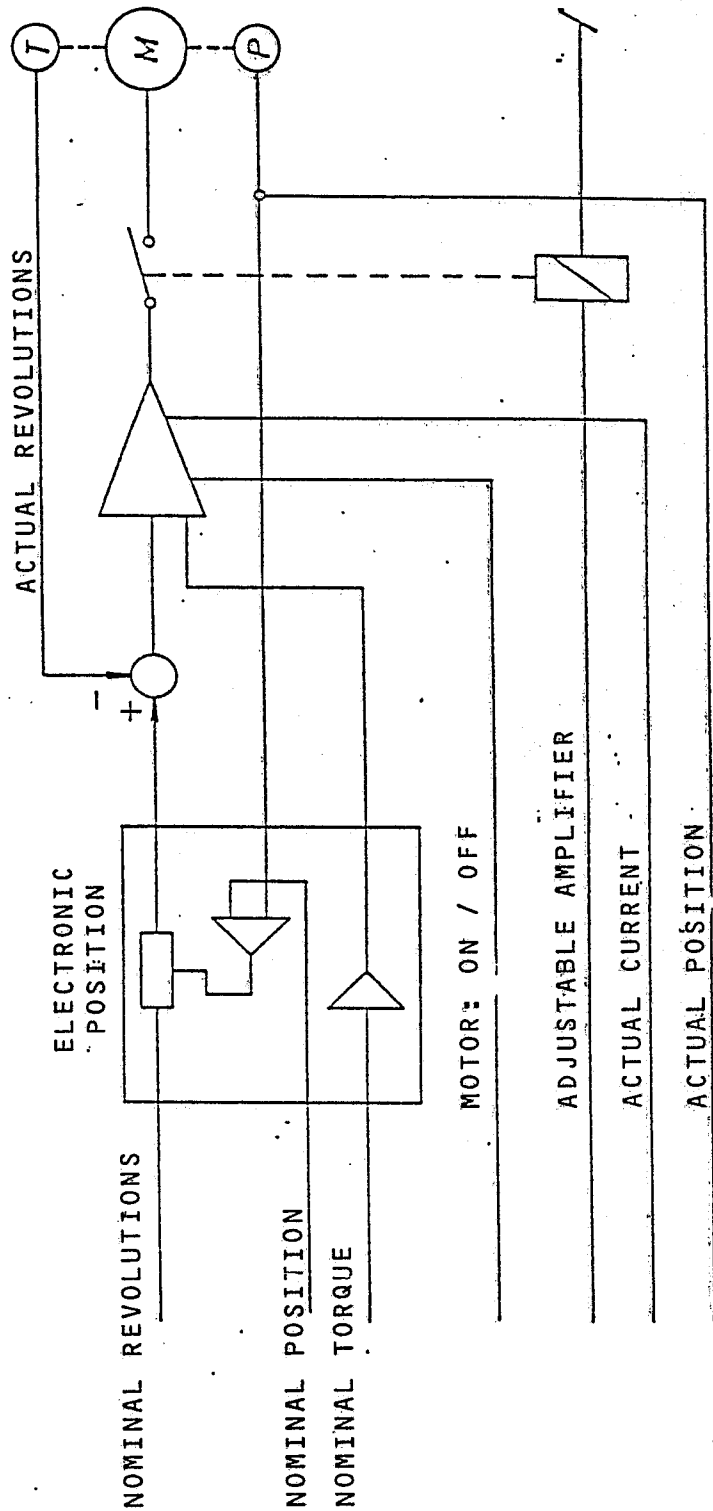 NOMINAL REVOLUTIONS
NOMINAL POSITION
NOMINAL TORQUE
ELECTRONIC
POSITION
MOTOR: ON / OFF
ADJUSTABLE AMPLIFIER
ACTUAL CURRENT
ACTUAL POSITION
- 
+
ACTUAL REVOLUTIONS
T
M
P